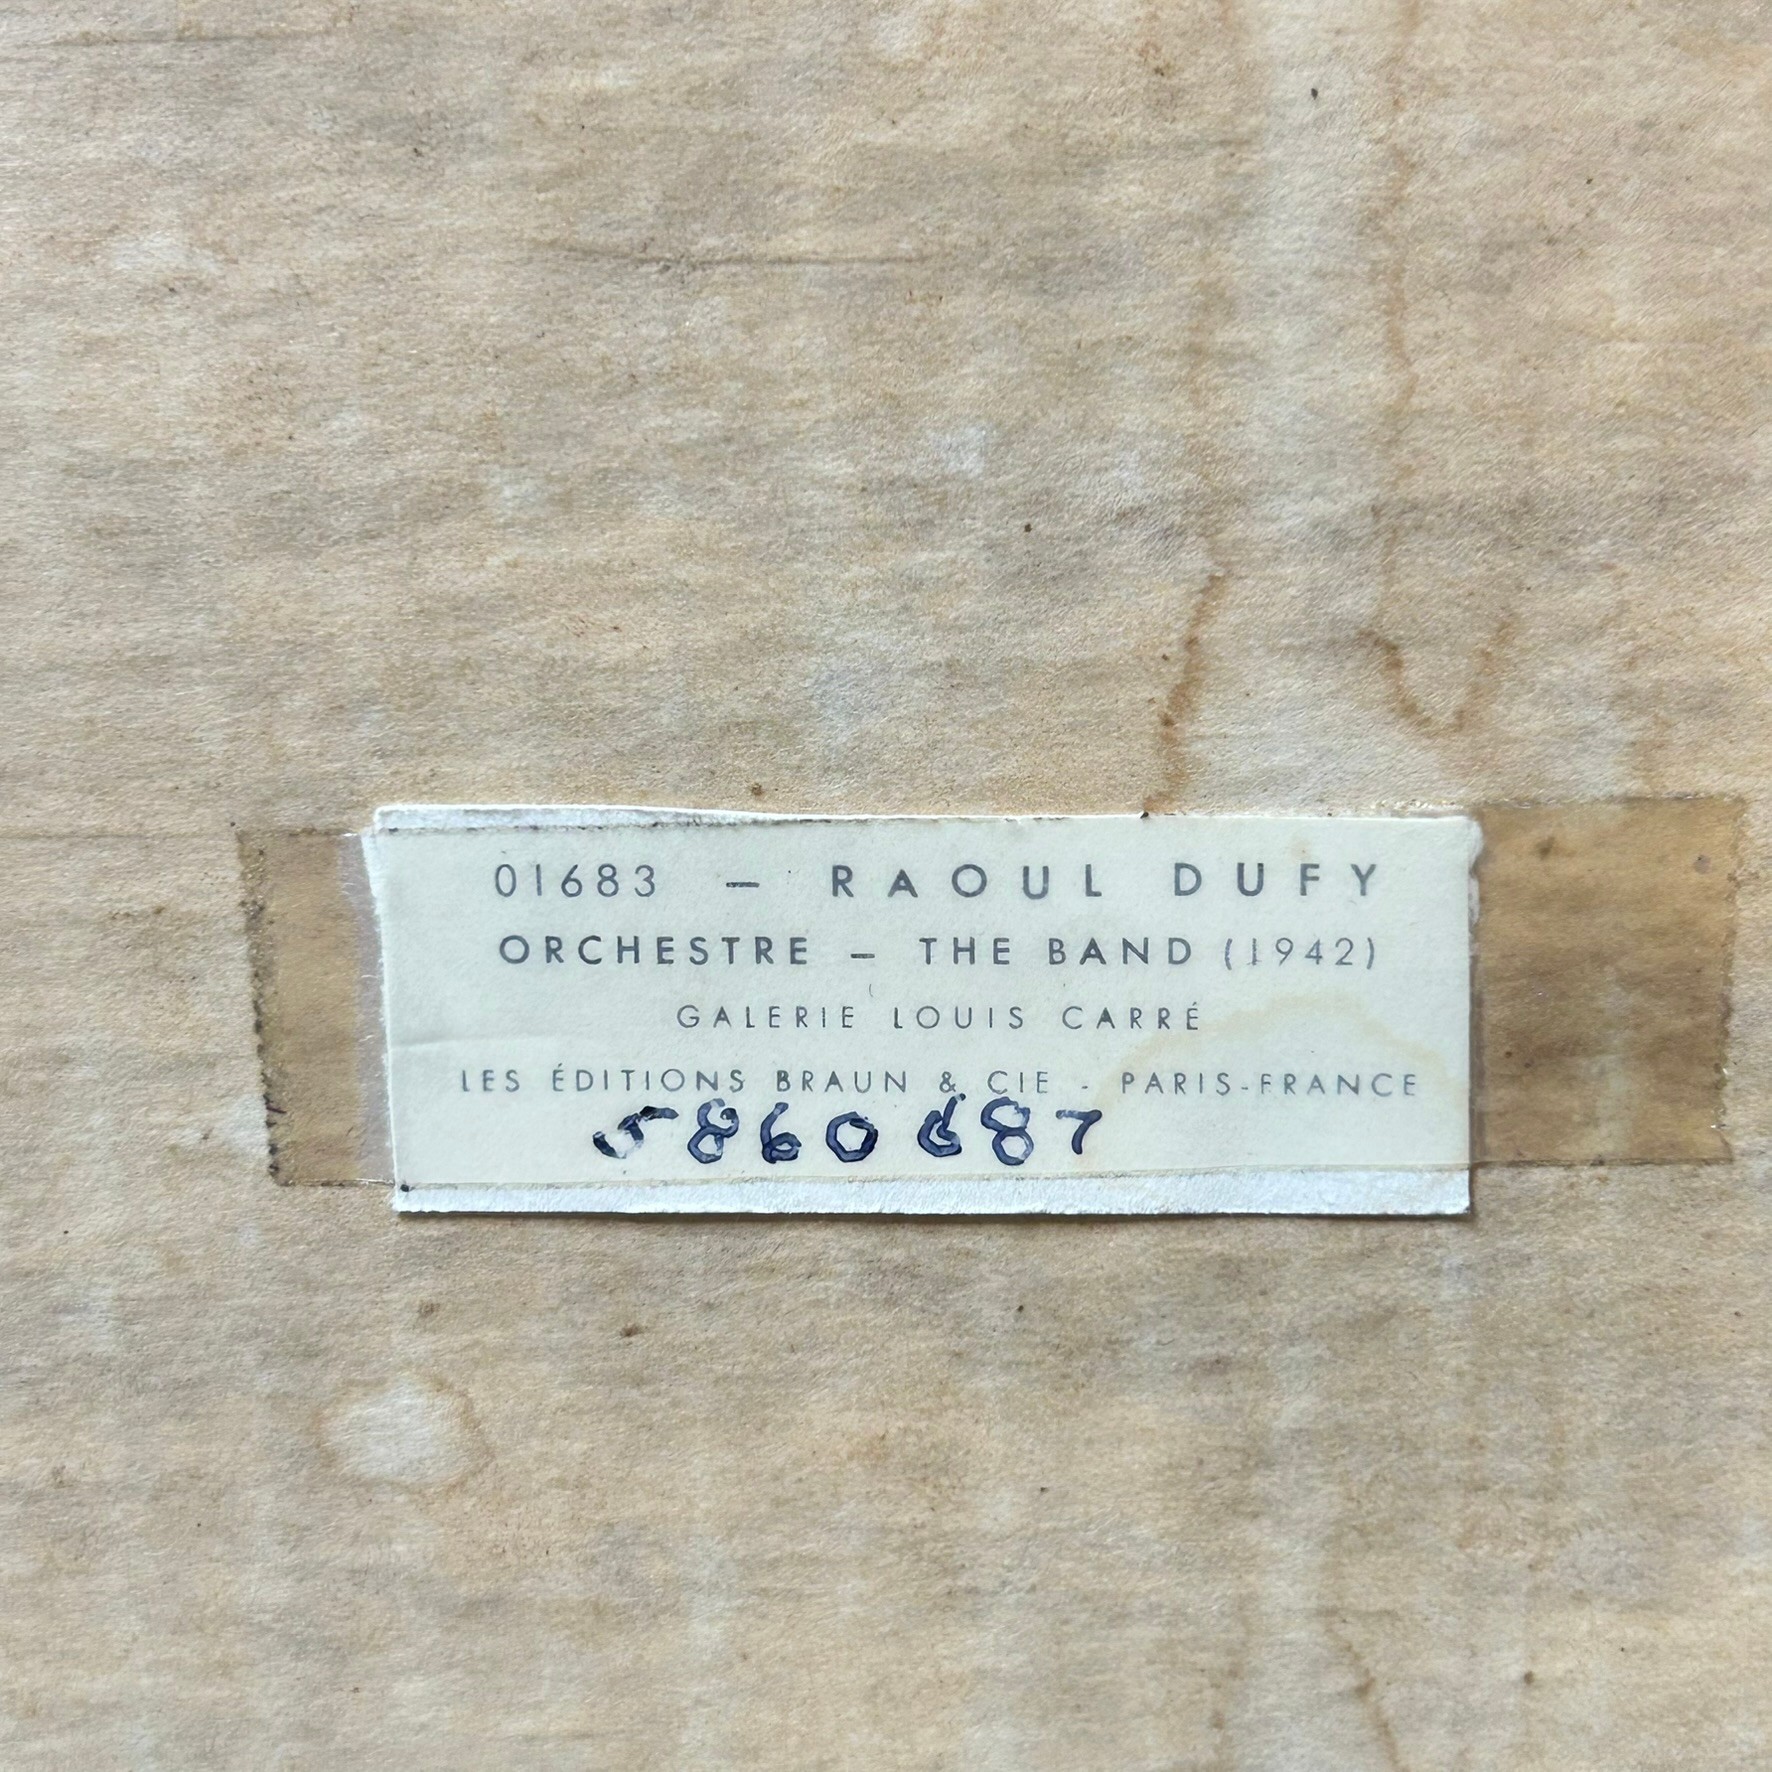 01683 – RAOUL DUFY
ORCHESTRE – THE BAND (1942)
GALERIE LOUIS CARRÉ
LES ÉDITIONS BRAUN & CIE - PARIS-FRANCE
5860687